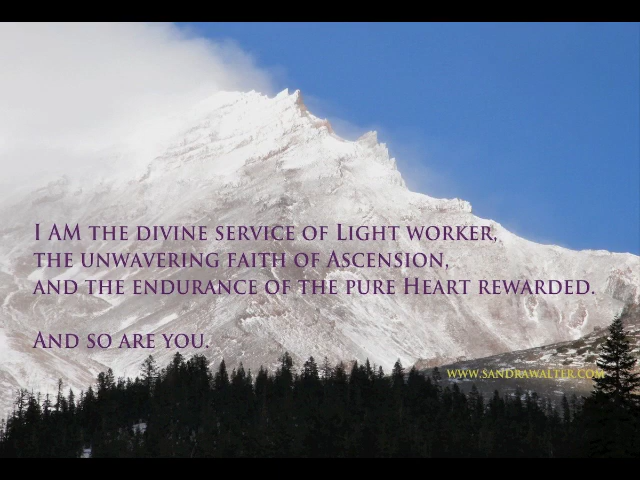 I AM the divine service of Light worker,
the unwavering faith of Ascension,
and the endurance of the pure Heart rewarded.
And so are you.
www.sandrawalter.com